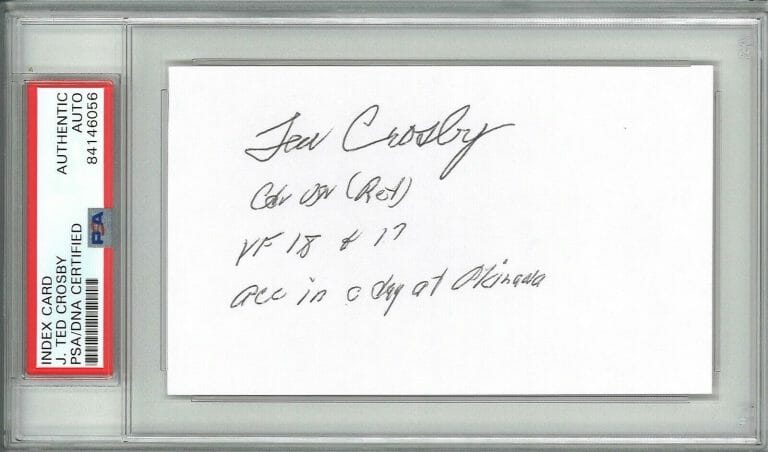 INDEX CARD
J. TED CROSBY
PSA/DNA CERTIFIED
AUTHENTIC
AUTO
84146056
PSA
Ted Crosby
Cdr USN (Ret)
VF 18 & 17
ace in a day at Okinawa